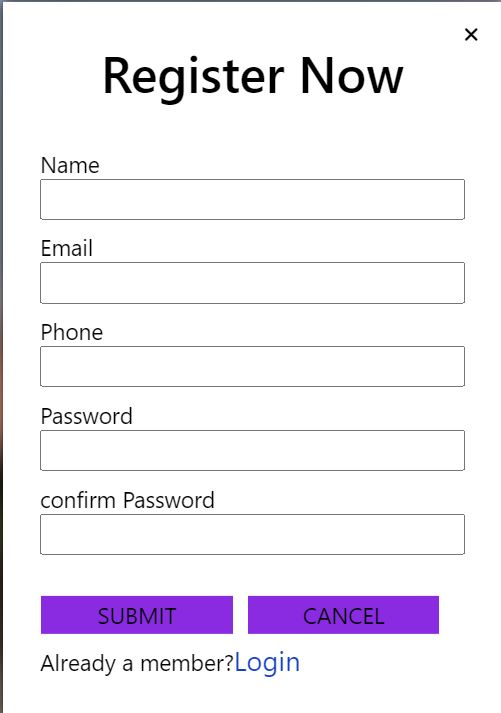 ×
Register Now
Name
Email
Phone
Password
confirm Password
SUBMIT CANCEL
Already a member?Login